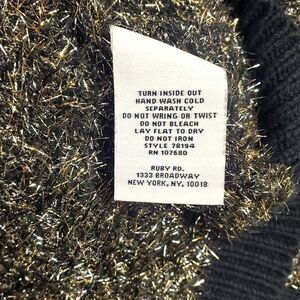 TURN INSIDE OUT
HAND WASH COLD
SEPARATELY
DO NOT WRING OR TWIST
DO NOT BLEACH
LAY FLAT TO DRY
DO NOT IRON
STYLE 78194
RN 107680
RUBY RD.
1333 BROADWAY
NEW YORK, NY, 10018